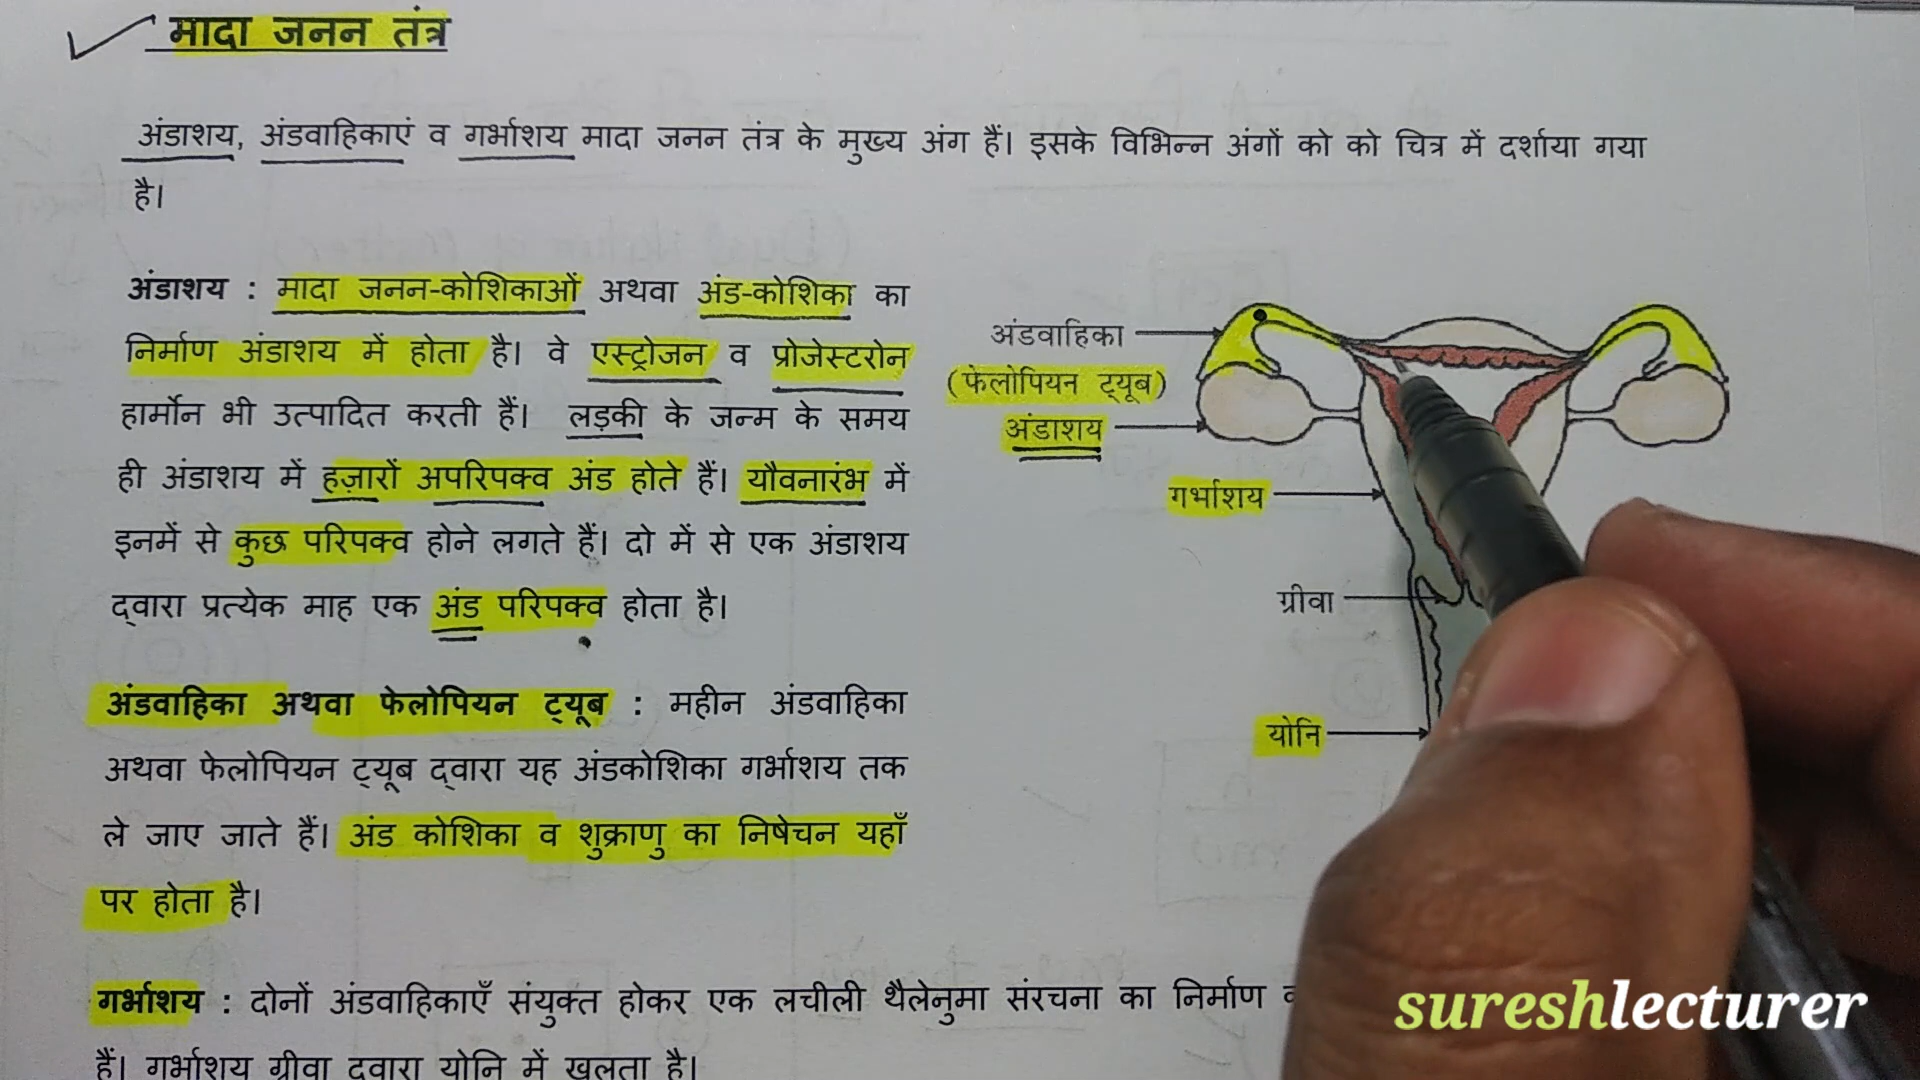 मादा जनन तंत्र
अंडाशय, अंडवाहिकाएं व गर्भाशय मादा जनन तंत्र के मुख्य अंग हैं। इसके विभिन्न अंगों को को चित्र में दर्शाया गया
है।
अंडाशय : मादा जनन-कोशिकाओं अथवा अंड-कोशिका का
निर्माण अंडाशय में होता है। वे एस्ट्रोजन व प्रोजेस्टरोन
हार्मोन भी उत्पादित करती हैं। लड़की के जन्म के समय
ही अंडाशय में हज़ारों अपरिपक्व अंड होते हैं। यौवनारंभ में
इनमें से कुछ परिपक्व होने लगते हैं। दो में से एक अंडाशय
द्वारा प्रत्येक माह एक अंड परिपक्व होता है।
अंडवाहिका अथवा फेलोपियन ट्यूब : महीन अंडवाहिका
अथवा फेलोपियन ट्यूब द्वारा यह अंडकोशिका गर्भाशय तक
ले जाए जाते हैं। अंड कोशिका व शुक्राणु का निषेचन यहाँ
पर होता है।
अंडवाहिका
(फेलोपियन ट्यूब)
अंडाशय
गर्भाशय
ग्रीवा
योनि
गर्भाशय : दोनों अंडवाहिकाएँ संयुक्त होकर एक लचीली थैलेनुमा संरचना का निर्माण
हैं। गर्भाशय ग्रीवा द्वारा योनि में खुलता है।
sureshlecturer